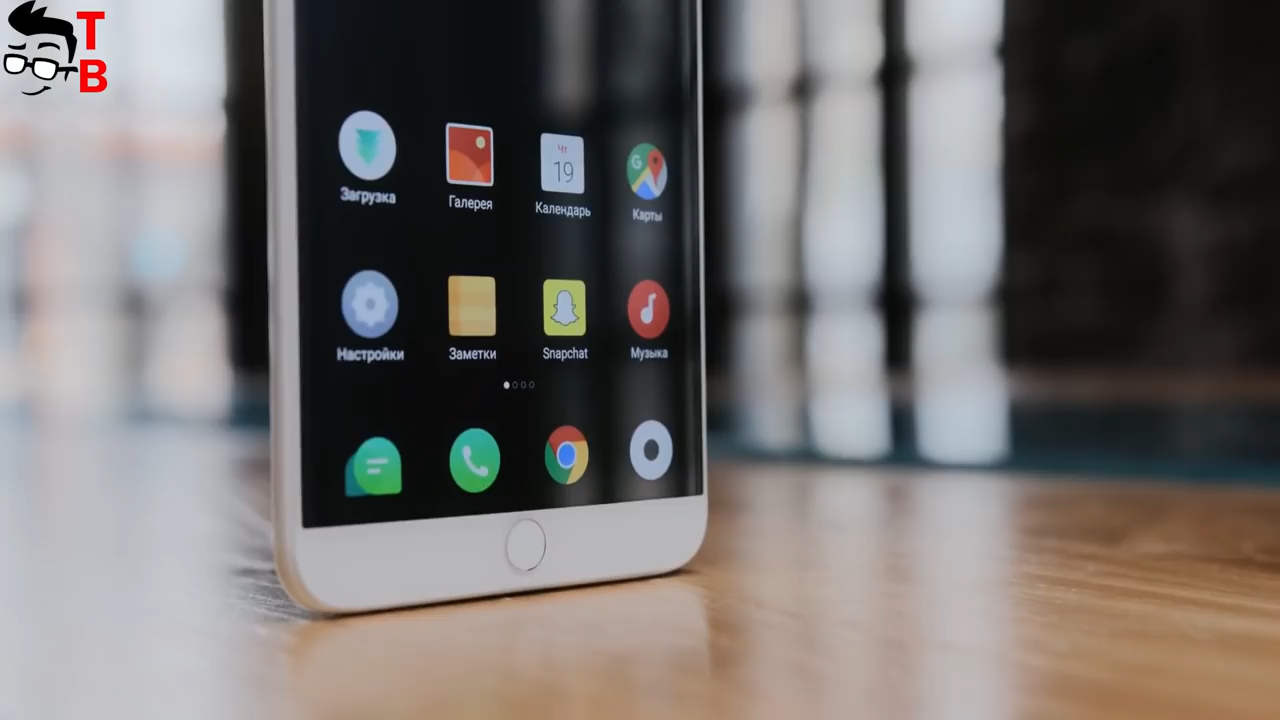 T
B
Загрузка
Галерея
Чт
19
Календарь
G
Карты
Настройки
Заметки
Snapchat
Музыка